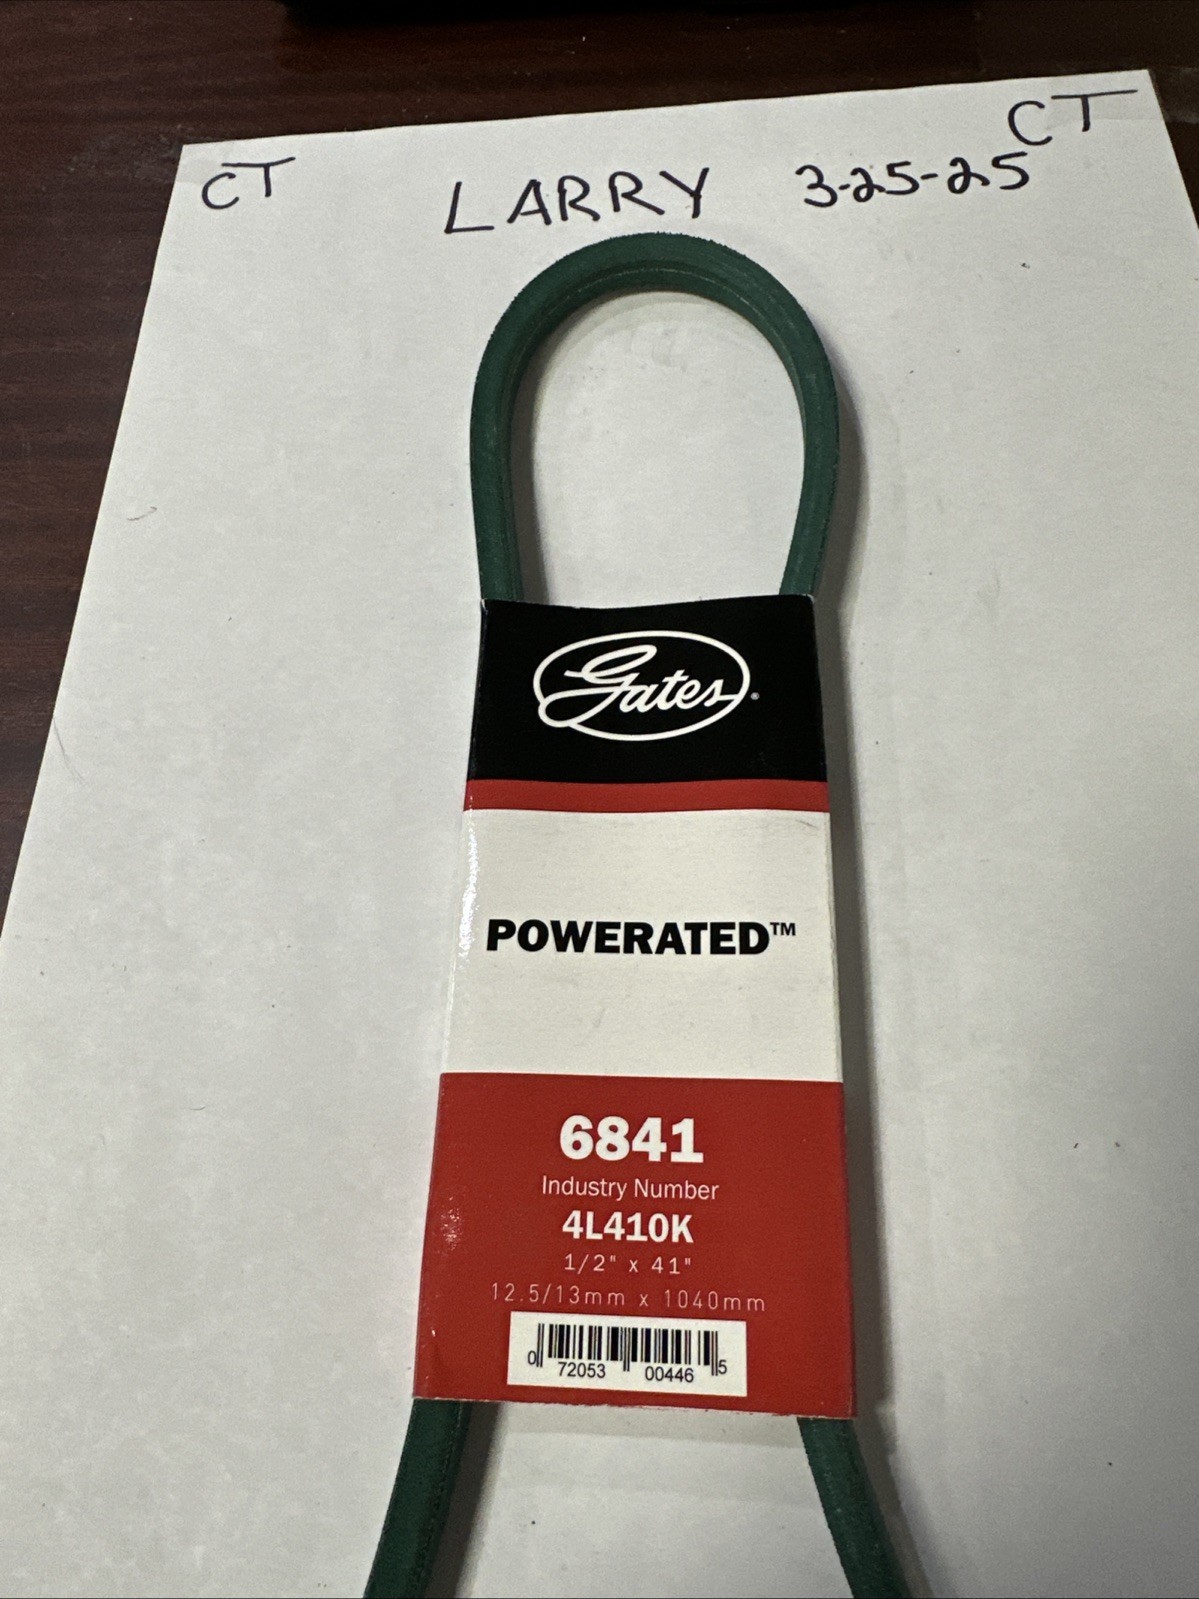 CT
CT
LARRY 3-25-25
Gates®
POWERATED™
6841
Industry Number
4L410K
1/2" x 41"
12.5/13mm x 1040mm
0 72053 00446 5